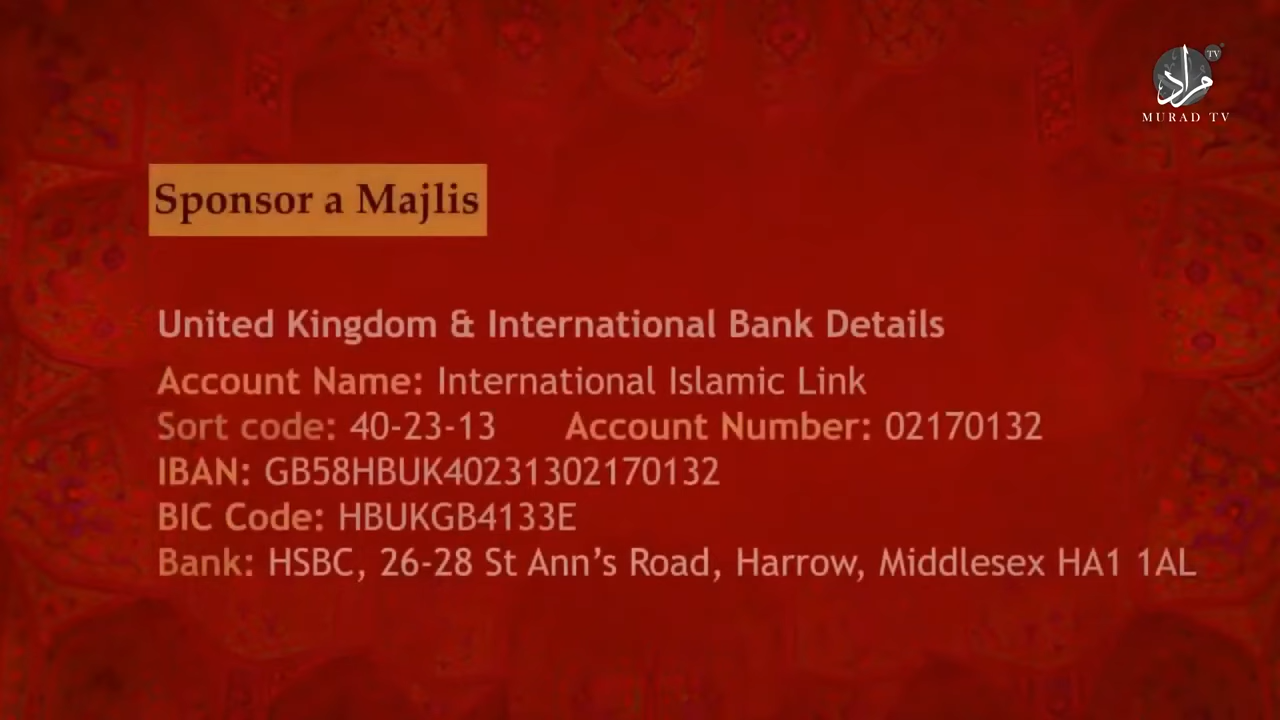 TV
مراد
MURAD TV
Sponsor a Majlis
United Kingdom & International Bank Details
Account Name: International Islamic Link
Sort code: 40-23-13 Account Number: 02170132
IBAN: GB58HBUK40231302170132
BIC Code: HBUKGB4133E
Bank: HSBC, 26-28 St Ann’s Road, Harrow, Middlesex HA1 1AL